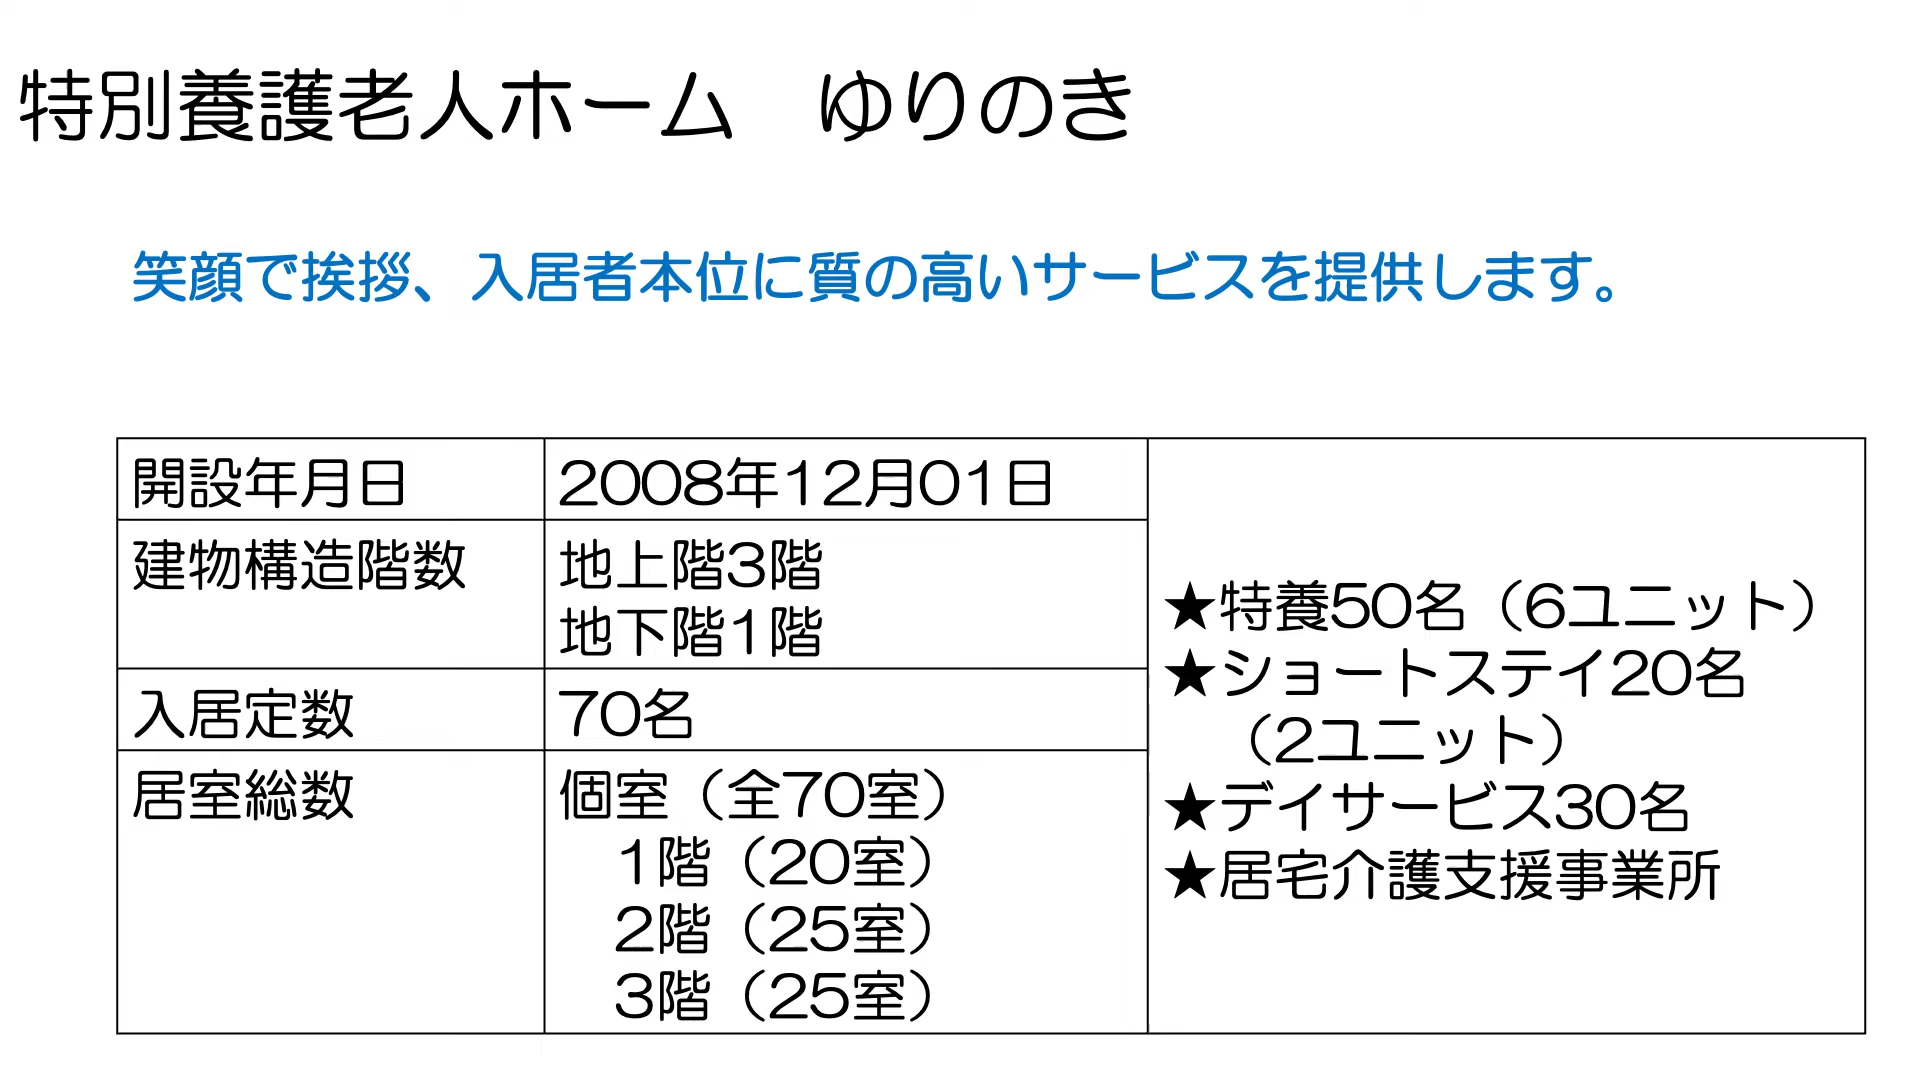 特別養護老人ホーム　ゆりのき
笑顔で挨拶、入居者本位に質の高いサービスを提供します。
開設年月日
2008年12月01日
建物構造階数
地上階3階
地下階1階
入居定数
70名
居室総数
個室（全70室）
1階（20室）
2階（25室）
3階（25室）
★特養50名（6ユニット）
★ショートステイ20名
（2ユニット）
★デイサービス30名
★居宅介護支援事業所